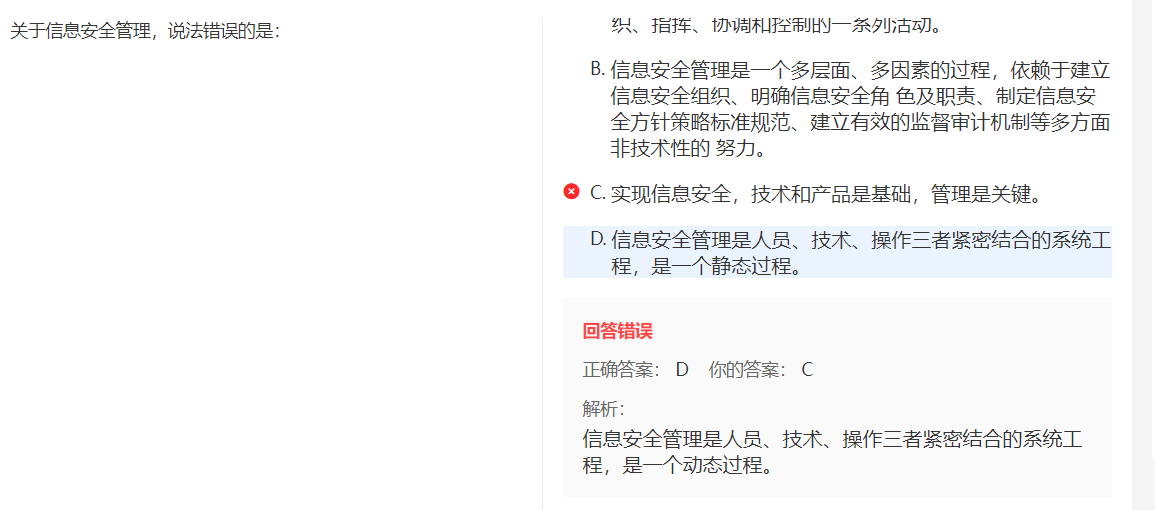 关于信息安全管理，说法错误的是：
织、指挥、协调和控制的一系列活动。
B. 信息安全管理是一个多层面、多因素的过程，依赖于建立
信息安全组织、明确信息安全角 色及职责、制定信息安
全方针策略标准规范、建立有效的监督审计机制等多方面
非技术性的 努力。
C. 实现信息安全，技术和产品是基础，管理是关键。
D. 信息安全管理是人员、技术、操作三者紧密结合的系统工
程，是一个静态过程。
回答错误
正确答案： D 你的答案： C
解析：
信息安全管理是人员、技术、操作三者紧密结合的系统工
程，是一个动态过程。